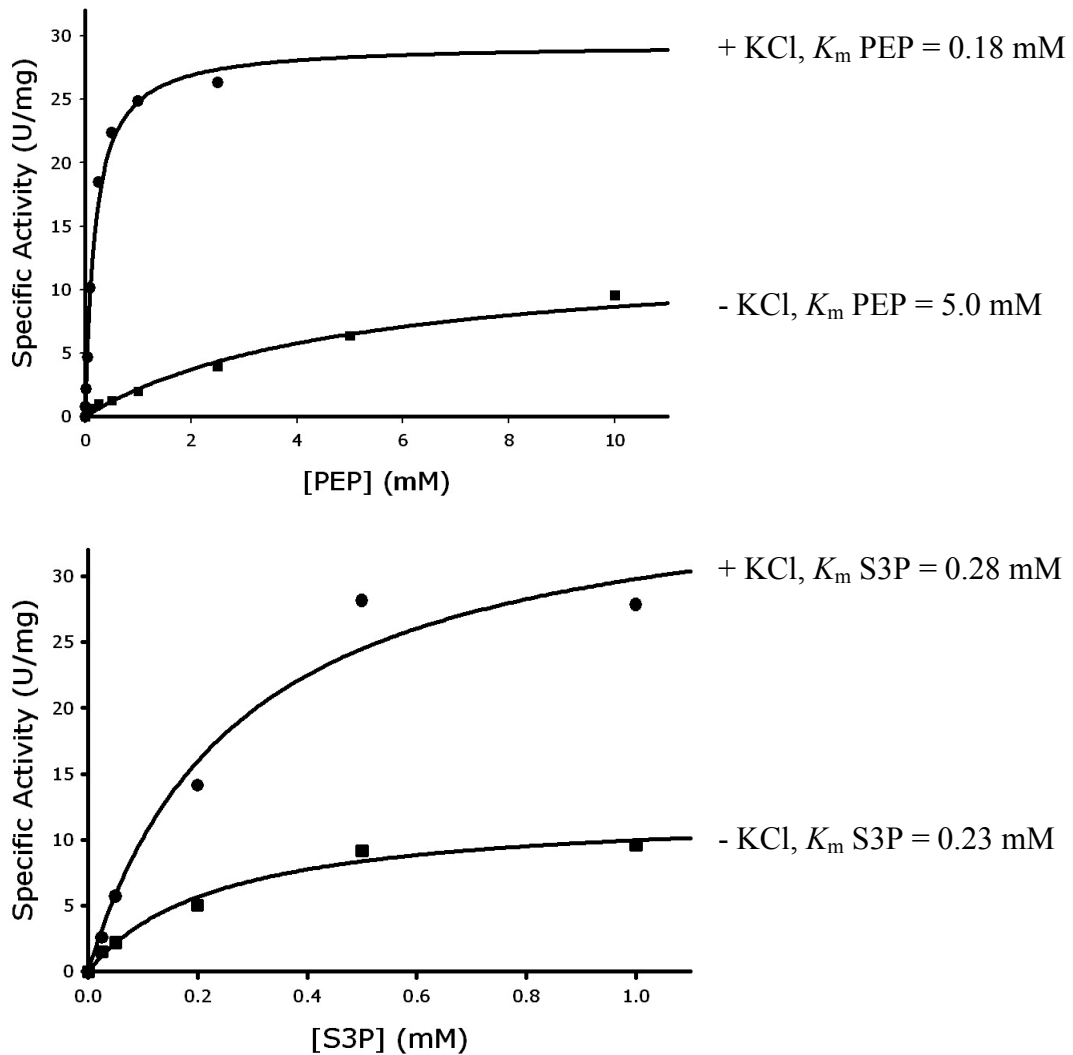 30
25
20
15
10
5
0
Specific Activity (U/mg)
0 2 4 6 8 10
[PEP] (mM)
+ KCl, Km PEP = 0.18 mM
- KCl, Km PEP = 5.0 mM
30
25
20
15
10
5
0
Specific Activity (U/mg)
0.0 0.2 0.4 0.6 0.8 1.0
[S3P] (mM)
+ KCl, Km S3P = 0.28 mM
- KCl, Km S3P = 0.23 mM